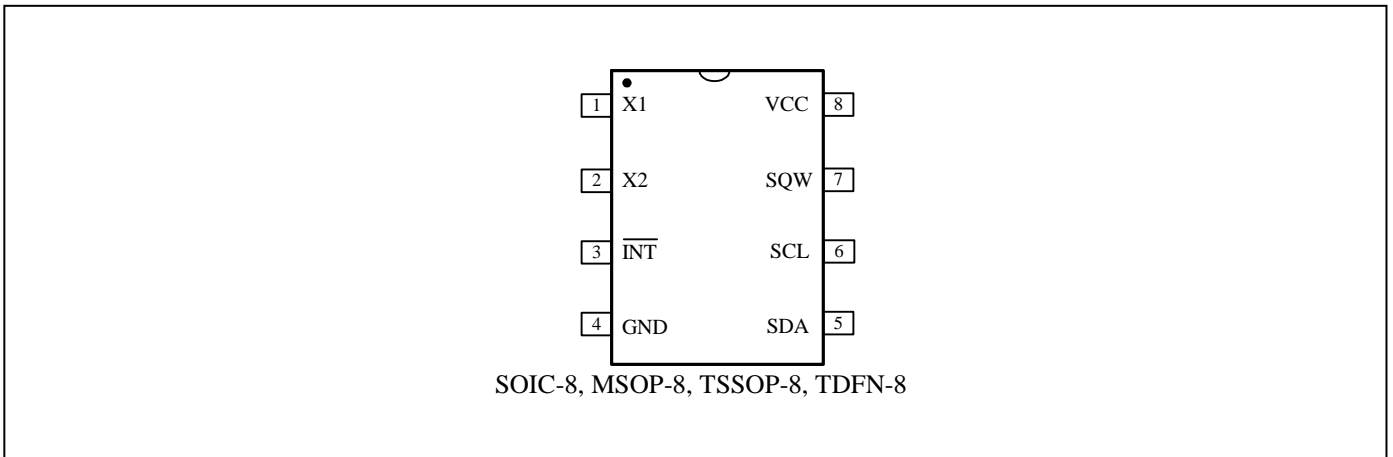 1 X1 VCC 8
2 X2 SQW 7
3 INT SCL 6
4 GND SDA 5
SOIC-8, MSOP-8, TSSOP-8, TDFN-8